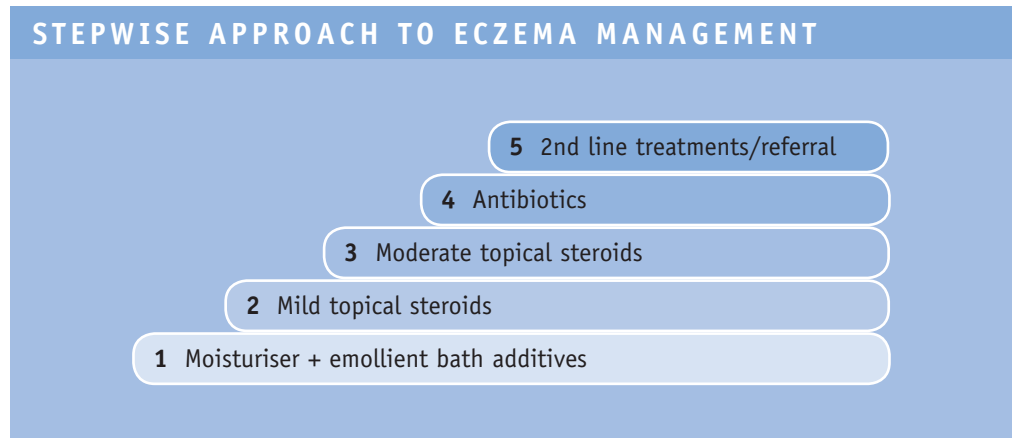 STEPWISE APPROACH TO ECZEMA MANAGEMENT
5 2nd line treatments/referral
4 Antibiotics
3 Moderate topical steroids
2 Mild topical steroids
1 Moisturiser + emollient bath additives